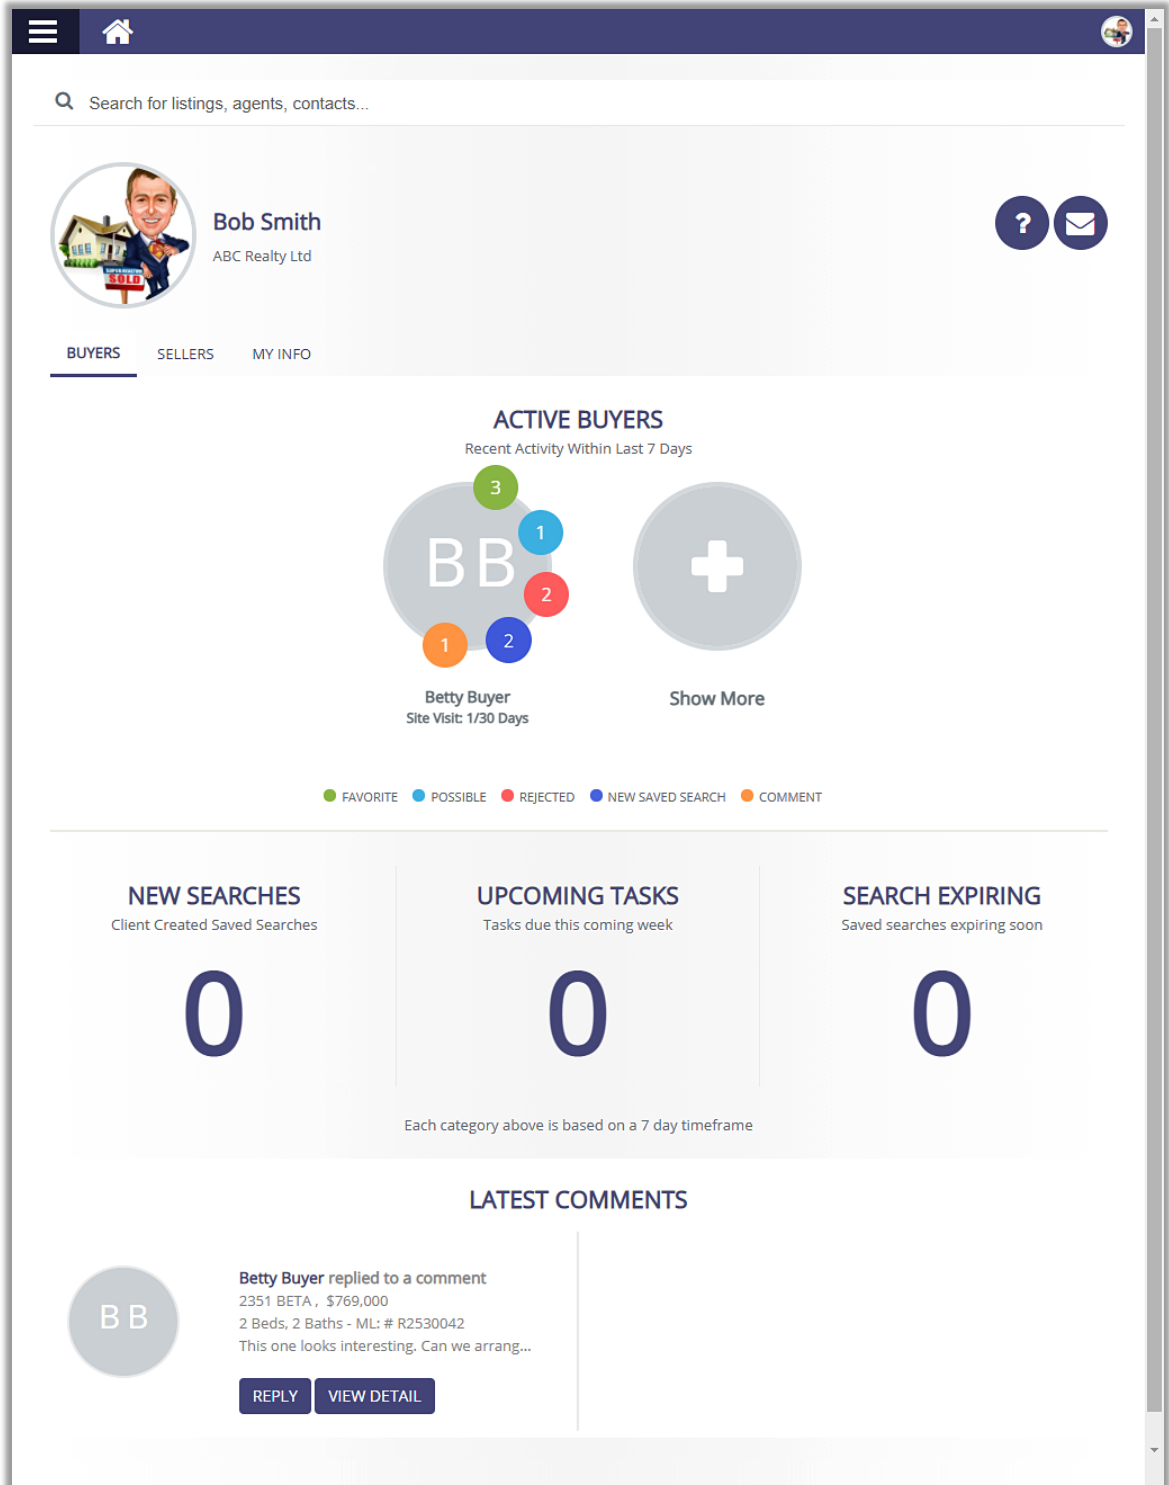 Search for listings, agents, contacts...
SUPER REALTOR
SOLD
Bob Smith
ABC Realty Ltd
?
BUYERS SELLERS MY INFO
ACTIVE BUYERS
Recent Activity Within Last 7 Days
3
1
B B
2
2
1
Betty Buyer
Site Visit: 1/30 Days
Show More
FAVORITE POSSIBLE REJECTED NEW SAVED SEARCH COMMENT
NEW SEARCHES
Client Created Saved Searches
0
UPCOMING TASKS
Tasks due this coming week
0
SEARCH EXPIRING
Saved searches expiring soon
0
Each category above is based on a 7 day timeframe
LATEST COMMENTS
B B
Betty Buyer replied to a comment
2351 BETA , $769,000
2 Beds, 2 Baths - ML: # R2530042
This one looks interesting. Can we arrang...
REPLY VIEW DETAIL